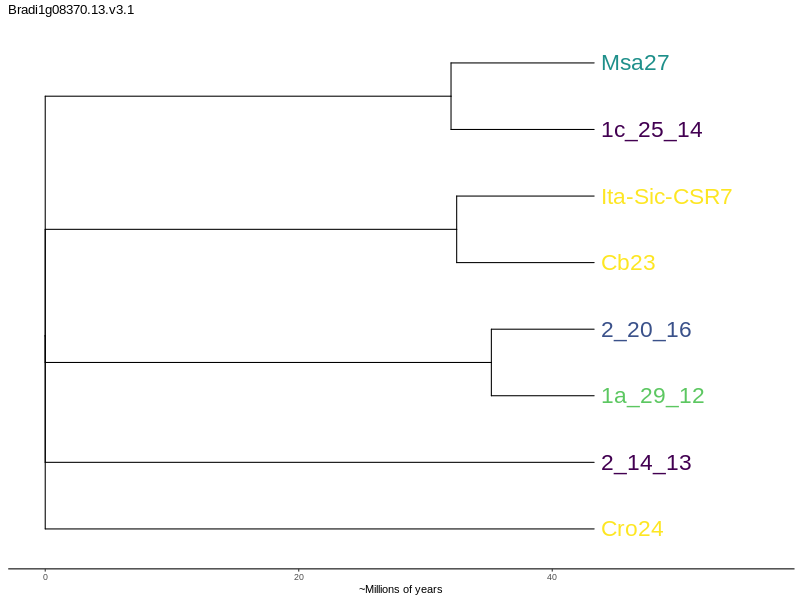 Bradi1g08370.13.v3.1
Msa27
1c_25_14
Ita-Sic-CSR7
Cb23
2_20_16
1a_29_12
2_14_13
Cro24
0 20 40
~Millions of years